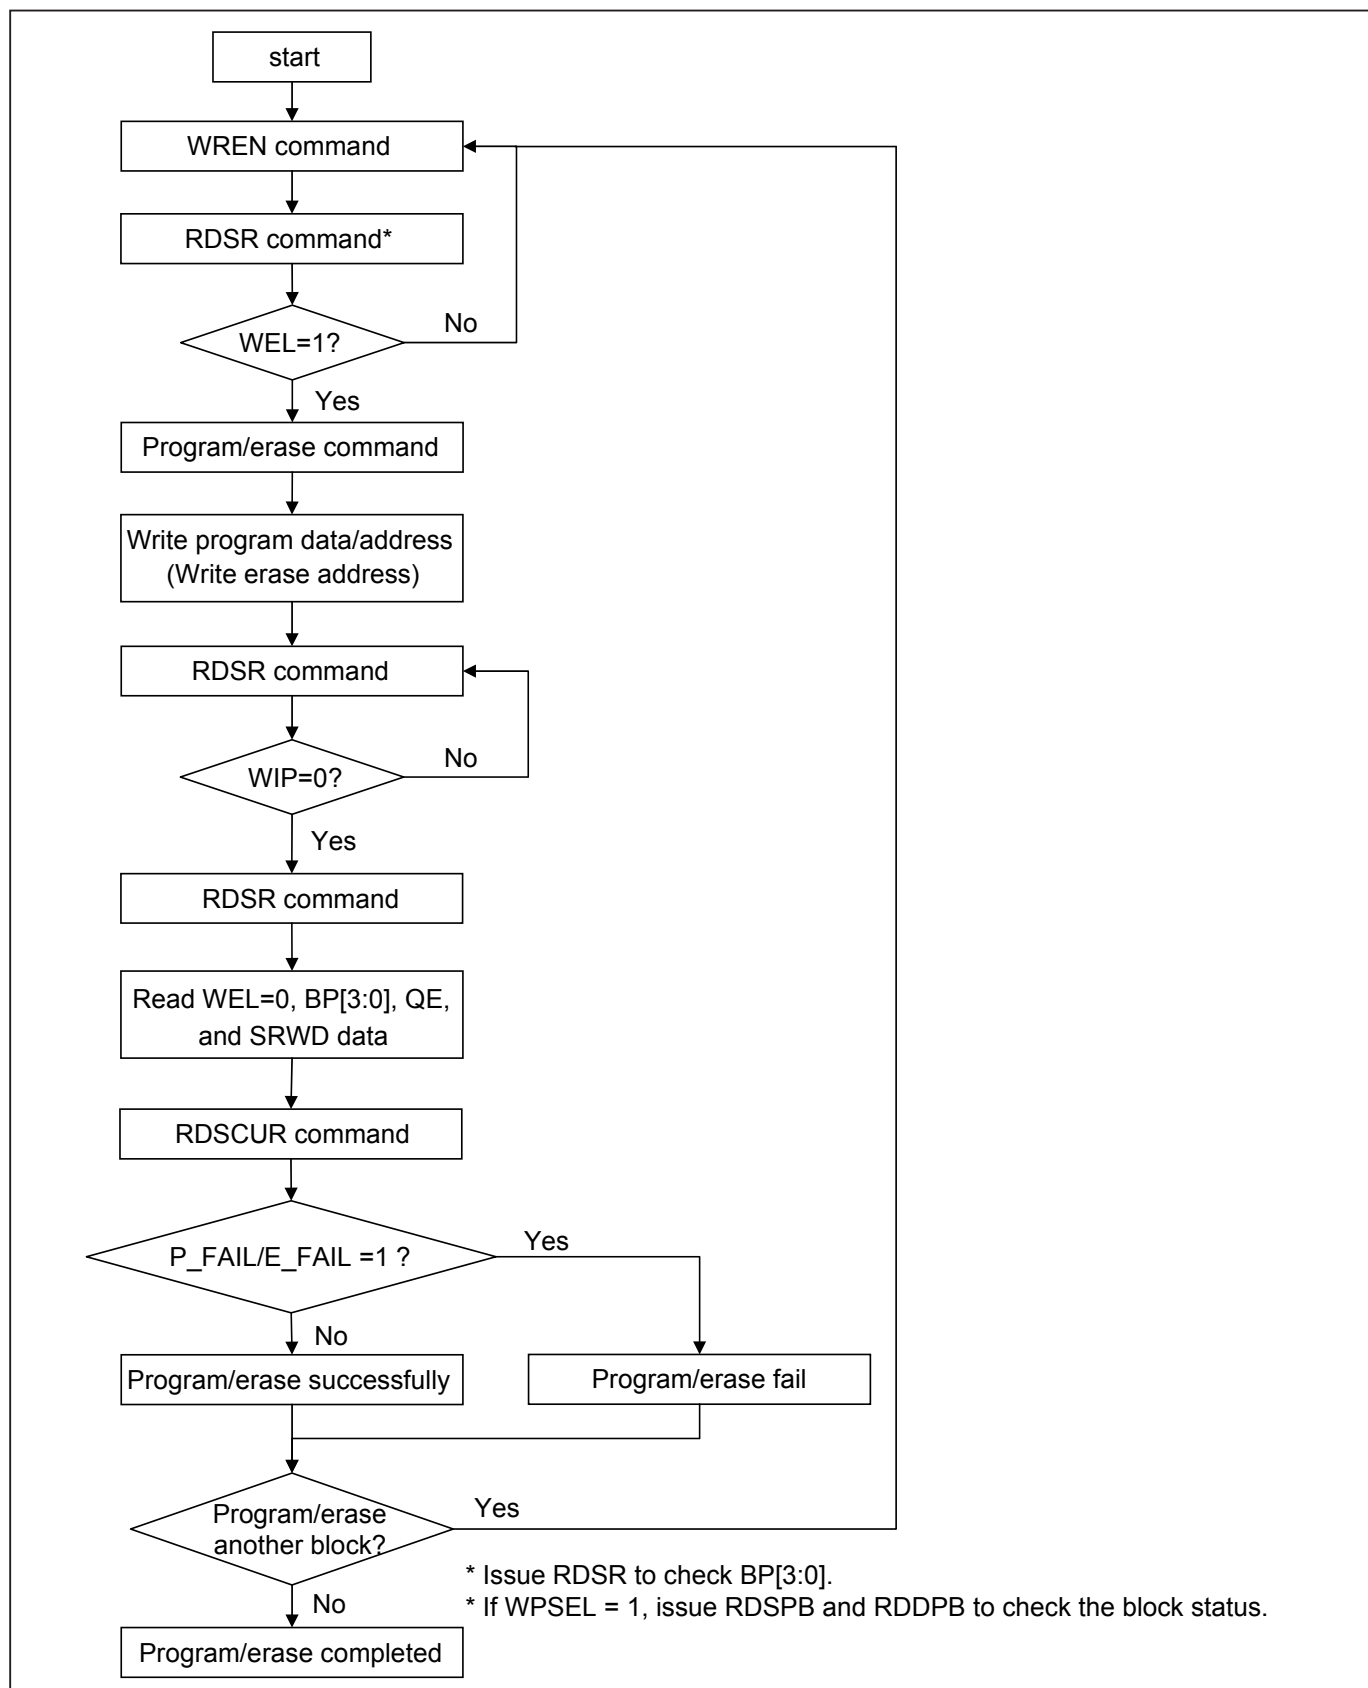 start
WREN command
RDSR command*
WEL=1?
No
Yes
Program/erase command
Write program data/address
(Write erase address)
RDSR command
WIP=0?
No
Yes
RDSR command
Read WEL=0, BP[3:0], QE,
and SRWD data
RDSCUR command
P_FAIL/E_FAIL =1 ?
Yes
No
Program/erase successfully
Program/erase fail
Program/erase
another block?
Yes
* Issue RDSR to check BP[3:0].
* If WPSEL = 1, issue RDSPB and RDDPB to check the block status.
No
Program/erase completed